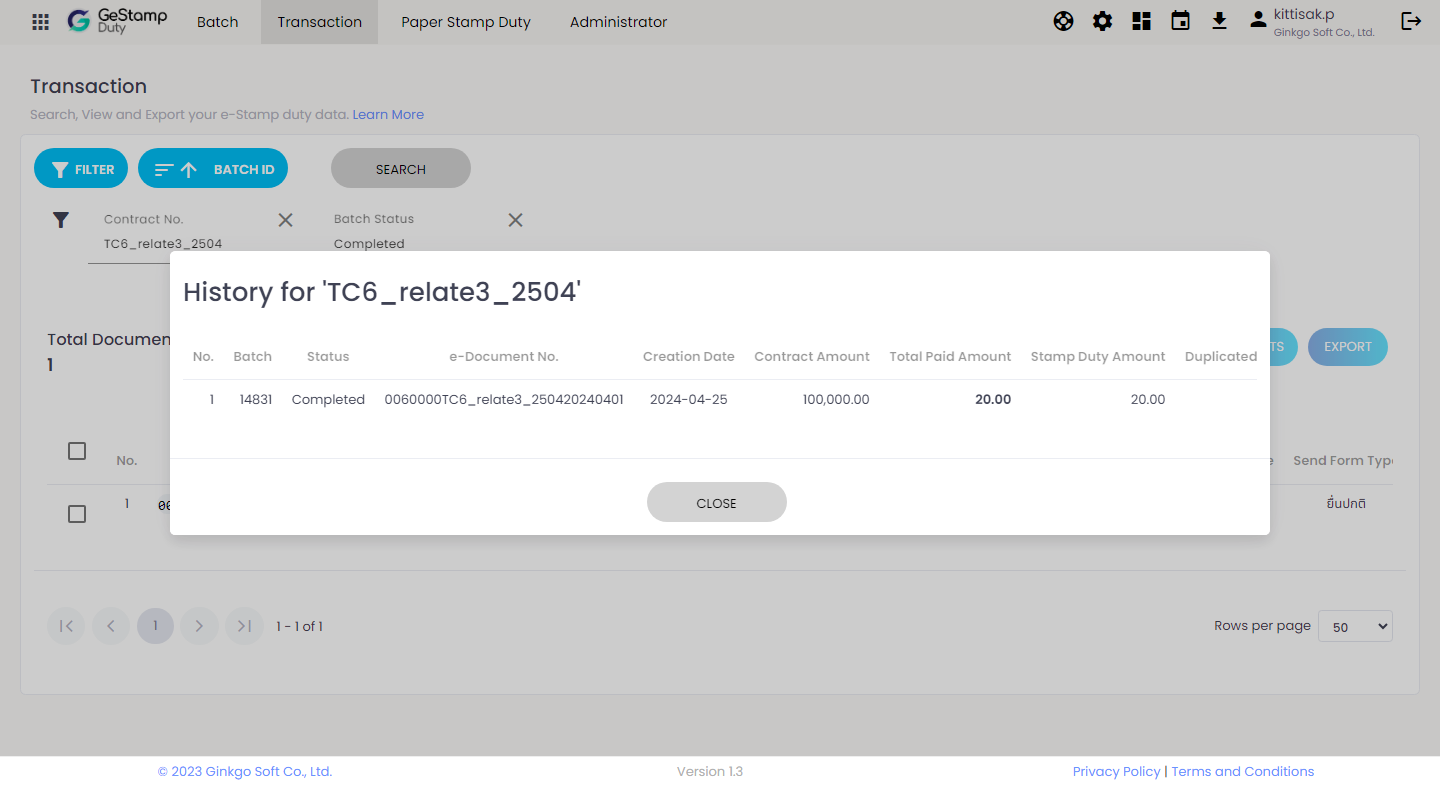 GeStamp
Duty
Batch Transaction Paper Stamp Duty Administrator
kittisak.p
Ginkgo Soft Co., Ltd.
Transaction
Search, View and Export your e-Stamp duty data. Learn More
FILTER BATCH ID SEARCH
Contract No. Batch Status
TC6_relate3_2504 Completed
History for 'TC6_relate3_2504'
Total Documen
1
TS EXPORT
No. Batch Status e-Document No. Creation Date Contract Amount Total Paid Amount Stamp Duty Amount Duplicated
1 14831 Completed 0060000TC6_relate3_250420240401 2024-04-25 100,000.00 20.00 20.00
No. e Send Form Type
1 00 ยื่นปกติ
CLOSE
1 1 - 1 of 1 Rows per page 50
© 2023 Ginkgo Soft Co., Ltd. Version 1.3 Privacy Policy | Terms and Conditions